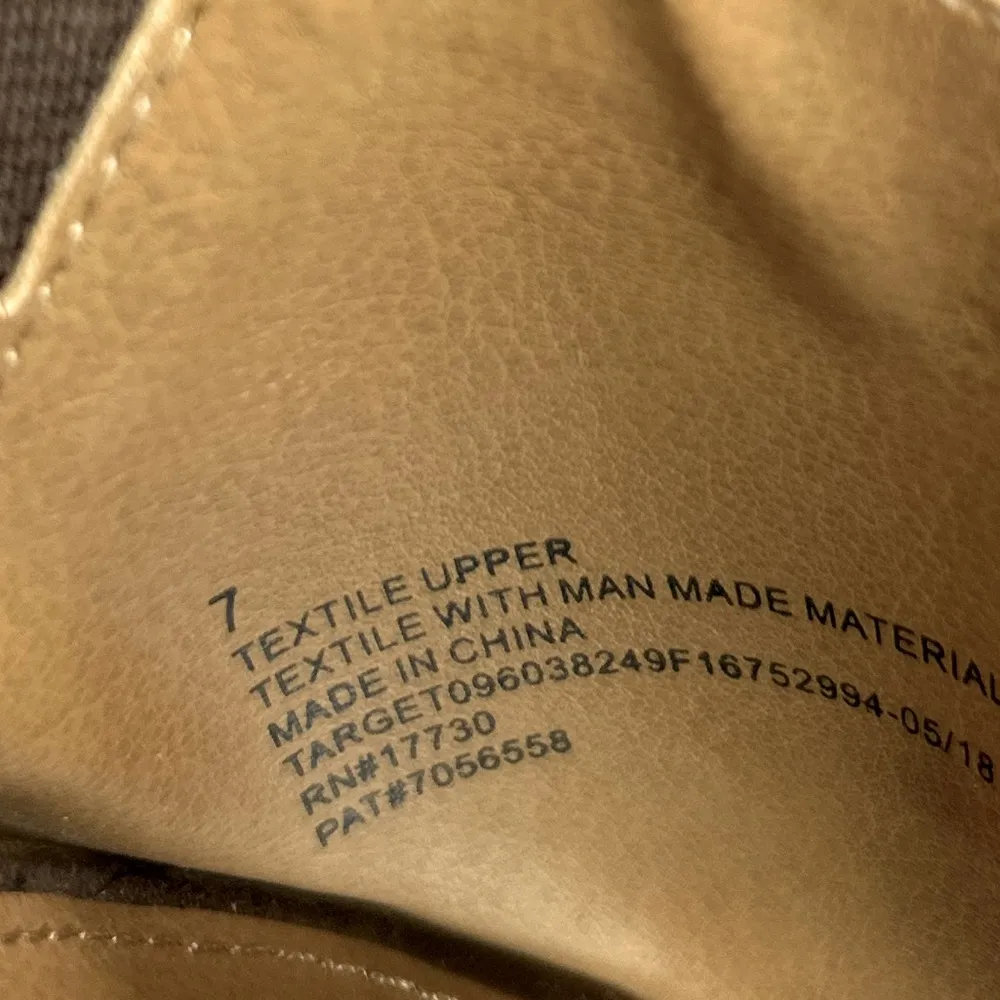 7
TEXTILE UPPER
TEXTILE WITH MAN MADE MATERIAL
MADE IN CHINA
TARGET096038249F16752994-05/18
RN#17730
PAT#7056558